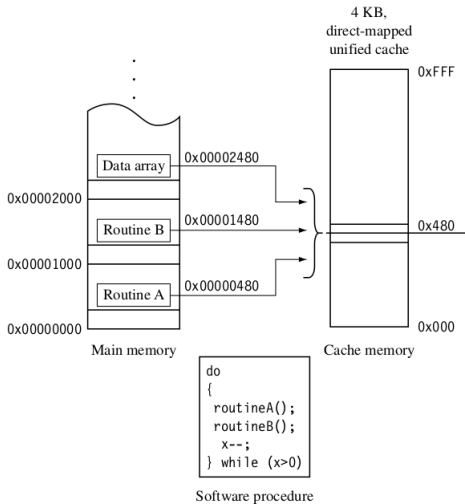 4 KB,
direct-mapped
unified cache
0xFFF
Data array
0x00002480
0x00002000
Routine B
0x00001480
0x480
0x00001000
Routine A
0x00000480
0x00000000
0x000
Main memory
Cache memory
do
{
routineA();
routineB();
x--;
} while (x>0)
Software procedure